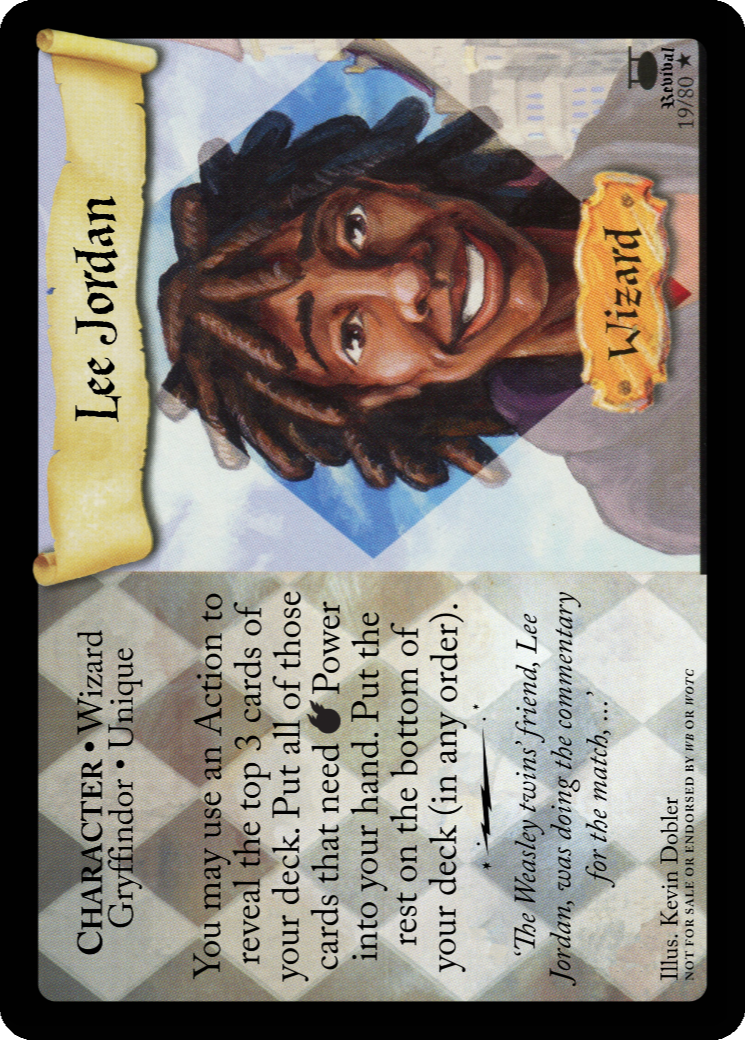 Lee Jordan
CHARACTER • Wizard
Gryffindor • Unique
You may use an Action to
reveal the top 3 cards of
your deck. Put all of those
cards that need Power
into your hand. Put the
rest on the bottom of
your deck (in any order).
‘The Weasley twins’ friend, Lee
Jordan, was doing the commentary
for the match, ...’
Illus. Kevin Dobler
NOT FOR SALE OR ENDORSED BY WB OR WOTC
Wizard
Revival
19/80 ★